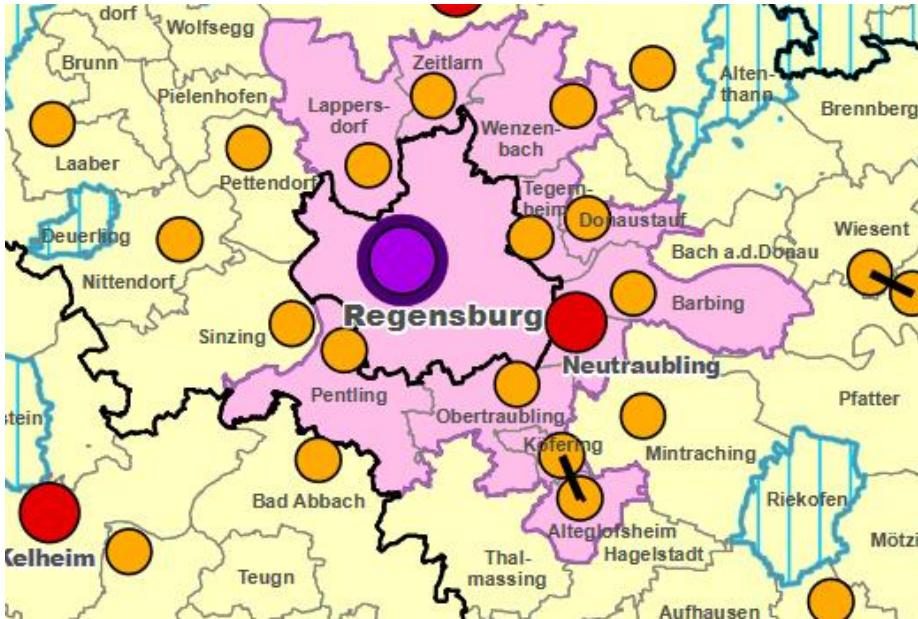 dorf
Wolfsegg
Brunn
Zeitlarn
Alten-
thann
Pielenhofen
Lappers-
dorf
Brennberg
Wenzen-
bach
Laaber
Pettendorf
Tegern-
heim
Donaustauf
Deuerling
Wiesent
Bach a.d.Donau
Nittendorf
Barbing
Regensburg
Sinzing
Neutraubling
Pentling
Pfatter
Obertraubling
stein
Köfering
Mintraching
Bad Abbach
Riekofen
Alteglofsheim
Mötzi
Kelheim
Hagelstadt
Thal-
massing
Teugn
Aufhausen